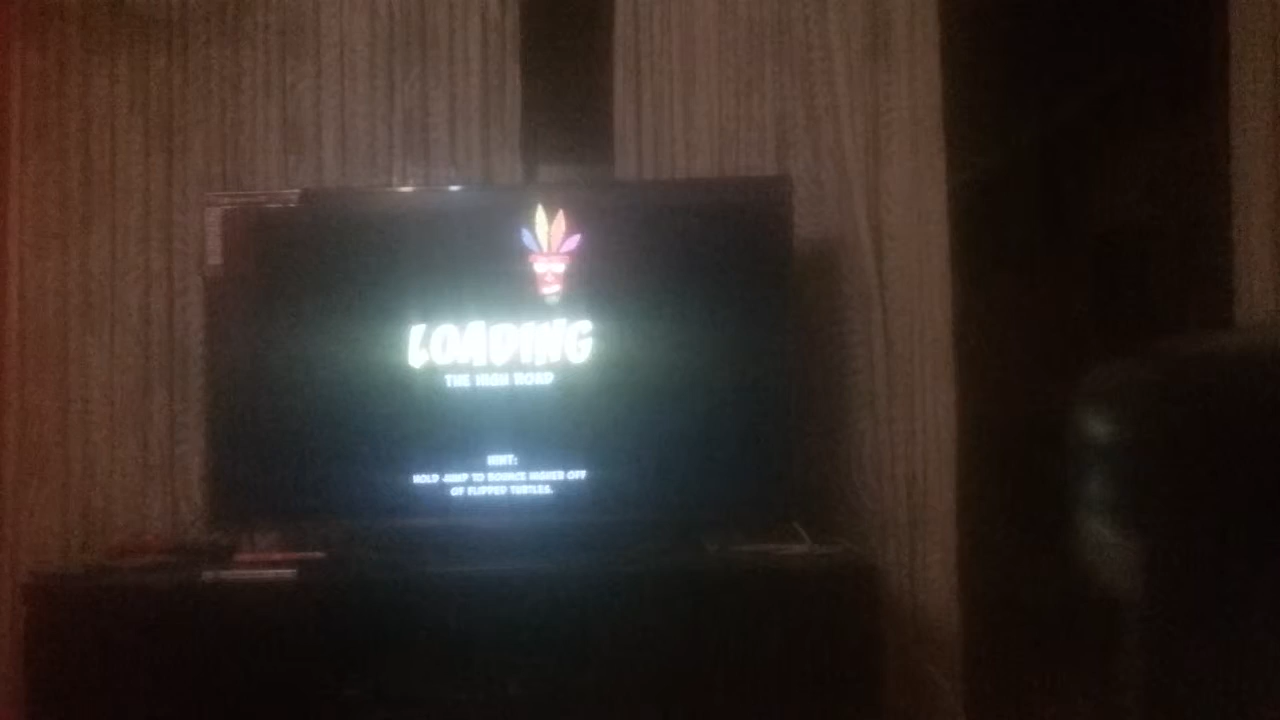 LOADING
THE HIGH ROAD
HINT:
HOLD JUMP TO BOUNCE HIGHER OFF
OF FLIPPED TURTLES.